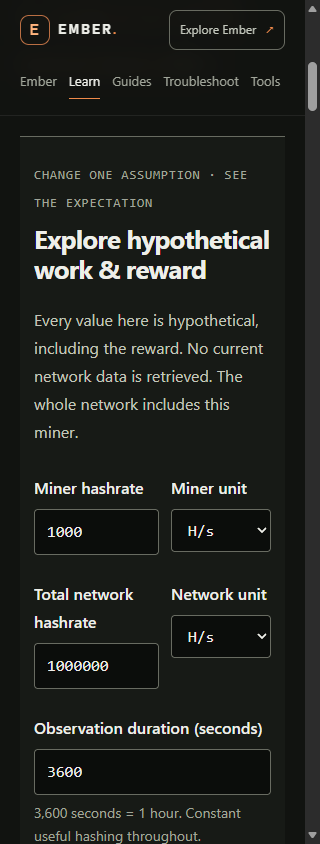 E EMBER.
Explore Ember ↗
Ember Learn Guides Troubleshoot Tools
CHANGE ONE ASSUMPTION · SEE
THE EXPECTATION
Explore hypothetical
work & reward
Every value here is hypothetical,
including the reward. No current
network data is retrieved. The
whole network includes this
miner.
Miner hashrate Miner unit
1000 H/s
Total network Network unit
hashrate
H/s
1000000
Observation duration (seconds)
3600
3,600 seconds = 1 hour. Constant
useful hashing throughout.